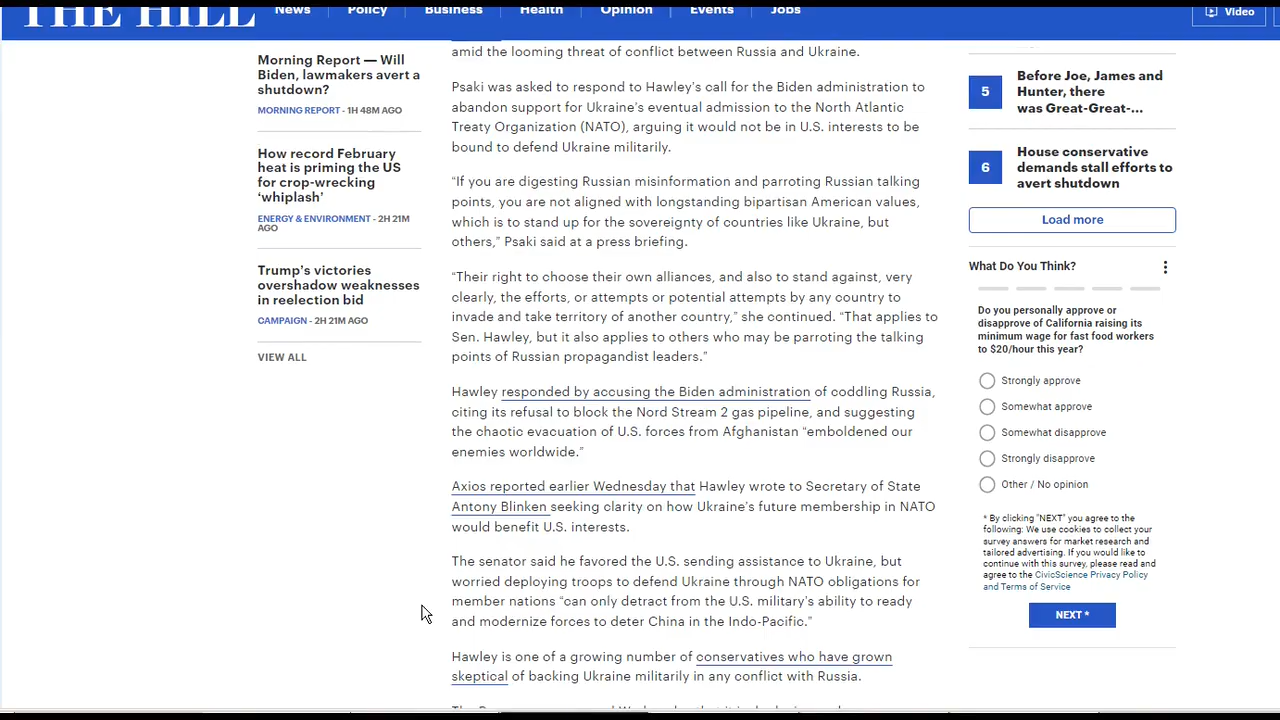 THE HILL
News
Policy
Business
Health
Opinion
Events
Jobs
Video
Morning Report — Will
Biden, lawmakers avert a
shutdown?
MORNING REPORT - 1H 48M AGO
How record February
heat is priming the US
for crop-wrecking
‘whiplash’
ENERGY & ENVIRONMENT - 2H 21M
AGO
Trump’s victories
overshadow weaknesses
in reelection bid
CAMPAIGN - 2H 21M AGO
VIEW ALL
amid the looming threat of conflict between Russia and Ukraine.
Psaki was asked to respond to Hawley’s call for the Biden administration to
abandon support for Ukraine’s eventual admission to the North Atlantic
Treaty Organization (NATO), arguing it would not be in U.S. interests to be
bound to defend Ukraine militarily.
“If you are digesting Russian misinformation and parroting Russian talking
points, you are not aligned with longstanding bipartisan American values,
which is to stand up for the sovereignty of countries like Ukraine, but
others,” Psaki said at a press briefing.
“Their right to choose their own alliances, and also to stand against, very
clearly, the efforts, or attempts or potential attempts by any country to
invade and take territory of another country,” she continued. “That applies to
Sen. Hawley, but it also applies to others who may be parroting the talking
points of Russian propagandist leaders.”
Hawley responded by accusing the Biden administration of coddling Russia,
citing its refusal to block the Nord Stream 2 gas pipeline, and suggesting
the chaotic evacuation of U.S. forces from Afghanistan “emboldened our
enemies worldwide.”
Axios reported earlier Wednesday that Hawley wrote to Secretary of State
Antony Blinken seeking clarity on how Ukraine’s future membership in NATO
would benefit U.S. interests.
The senator said he favored the U.S. sending assistance to Ukraine, but
worried deploying troops to defend Ukraine through NATO obligations for
member nations “can only detract from the U.S. military’s ability to ready
and modernize forces to deter China in the Indo-Pacific.”
Hawley is one of a growing number of conservatives who have grown
skeptical of backing Ukraine militarily in any conflict with Russia.
5
Before Joe, James and
Hunter, there
was Great-Great-...
6
House conservative
demands stall efforts to
avert shutdown
Load more
What Do You Think?
Do you personally approve or
disapprove of California raising its
minimum wage for fast food workers
to $20/hour this year?
Strongly approve
Somewhat approve
Somewhat disapprove
Strongly disapprove
Other / No opinion
* By clicking "NEXT" you agree to the
following: We use cookies to collect your
survey answers for market research and
tailored advertising. If you would like to
continue with this survey, please read and
agree to the CivicScience Privacy Policy
and Terms of Service
NEXT *